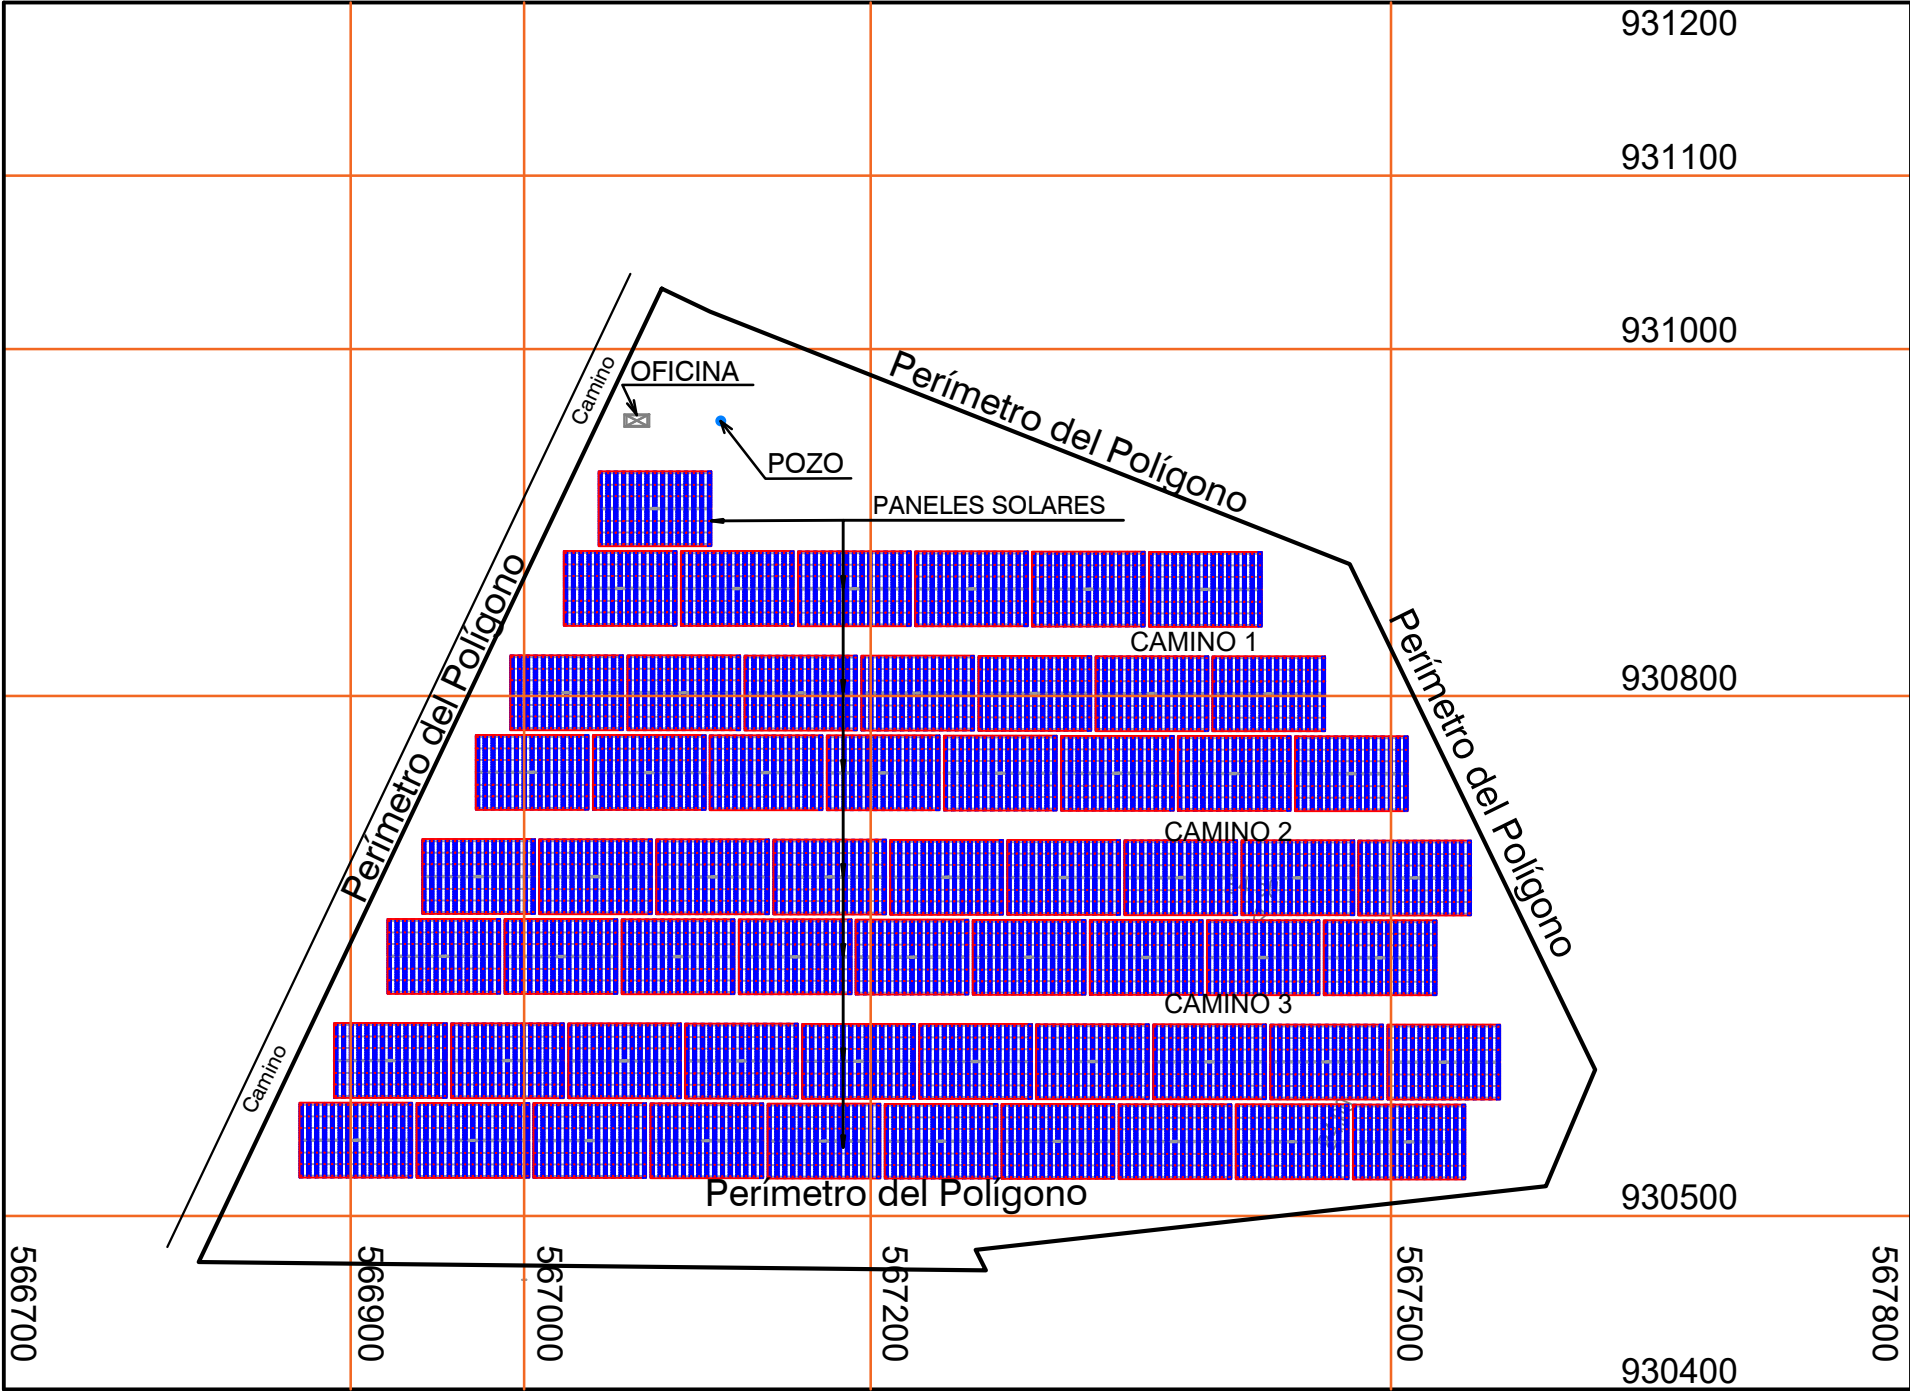 931200
931100
931000
Camino
OFICINA
Perímetro del Polígono
POZO
PANELES SOLARES
Perímetro del Polígono
CAMINO 1
Perímetro del Polígono
930800
CAMINO 2
CAMINO 3
Camino
Perímetro del Polígono
930500
566700
566900
567000
567200
567500
567800
930400